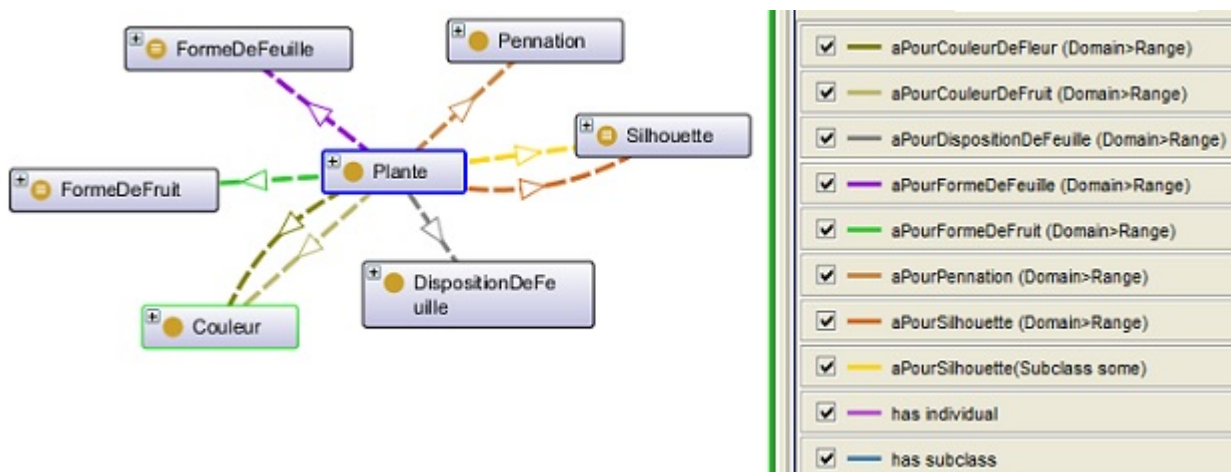 FormeDeFeuille
Pennation
Silhouette
Plante
FormeDeFruit
DispositionDeFe
uille
Couleur
aPourCouleurDeFleur (Domain>Range)
aPourCouleurDeFruit (Domain>Range)
aPourDispositionDeFeuille (Domain>Range)
aPourFormeDeFeuille (Domain>Range)
aPourFormeDeFruit (Domain>Range)
aPourPennation (Domain>Range)
aPourSilhouette (Domain>Range)
aPourSilhouette(Subclass some)
has individual
has subclass